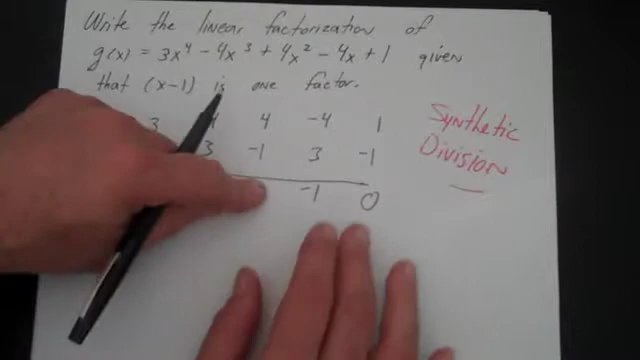 Write the linear factorization of
g(x) = 3x⁴ - 4x³ + 4x² - 4x + 1 given
that (x-1) is one factor.
3 4 -4 1
3 -1 3 -1
-1 0
Synthetic
Division